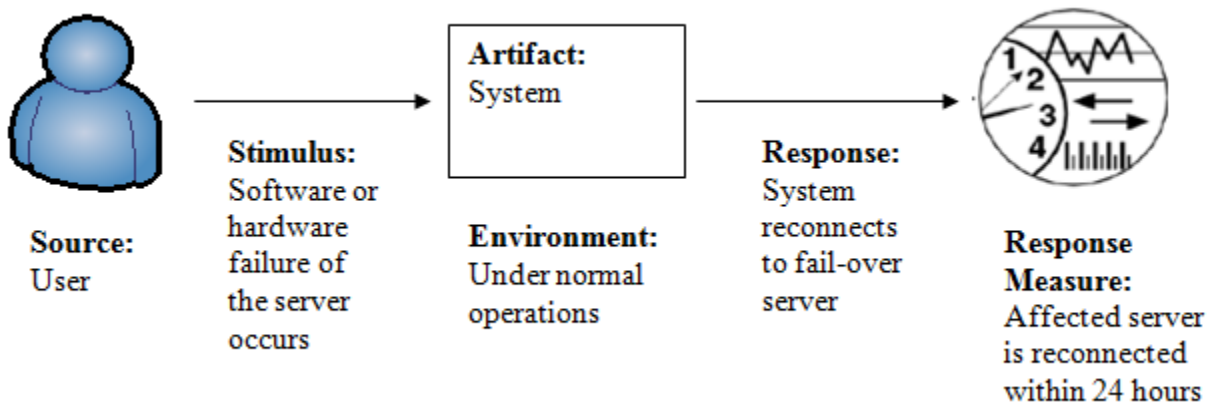 Source:
User
Stimulus:
Software or
hardware
failure of
the server
occurs
Artifact:
System
Environment:
Under normal
operations
Response:
System
reconnects
to fail-over
server
1
2
3
4
Response
Measure:
Affected server
is reconnected
within 24 hours